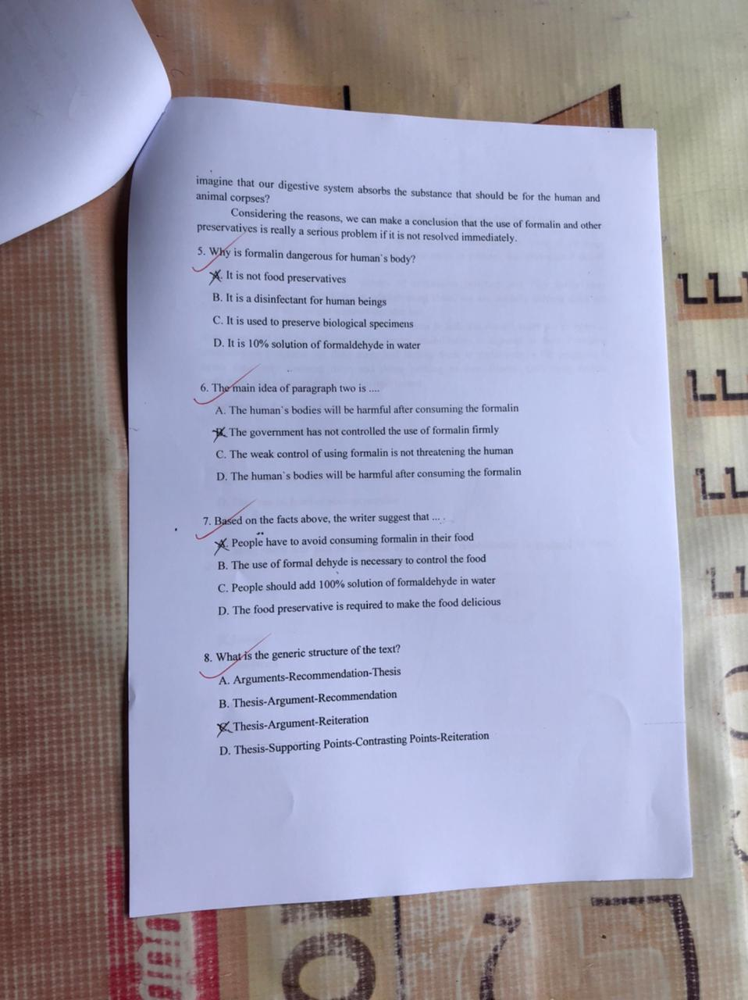 imagine that our digestive system absorbs the substance that should be for the human and
animal corpses?
Considering the reasons, we can make a conclusion that the use of formalin and other
preservatives is really a serious problem if it is not resolved immediately.
5. Why is formalin dangerous for human`s body?
A. It is not food preservatives
B. It is a disinfectant for human beings
C. It is used to preserve biological specimens
D. It is 10% solution of formaldehyde in water
6. The main idea of paragraph two is ....
A. The human`s bodies will be harmful after consuming the formalin
B. The government has not controlled the use of formalin firmly
C. The weak control of using formalin is not threatening the human
D. The human`s bodies will be harmful after consuming the formalin
7. Based on the facts above, the writer suggest that ....
A. People have to avoid consuming formalin in their food
B. The use of formal dehyde is necessary to control the food
C. People should add 100% solution of formaldehyde in water
D. The food preservative is required to make the food delicious
8. What is the generic structure of the text?
A. Arguments-Recommendation-Thesis
B. Thesis-Argument-Recommendation
C. Thesis-Argument-Reiteration
D. Thesis-Supporting Points-Contrasting Points-Reiteration